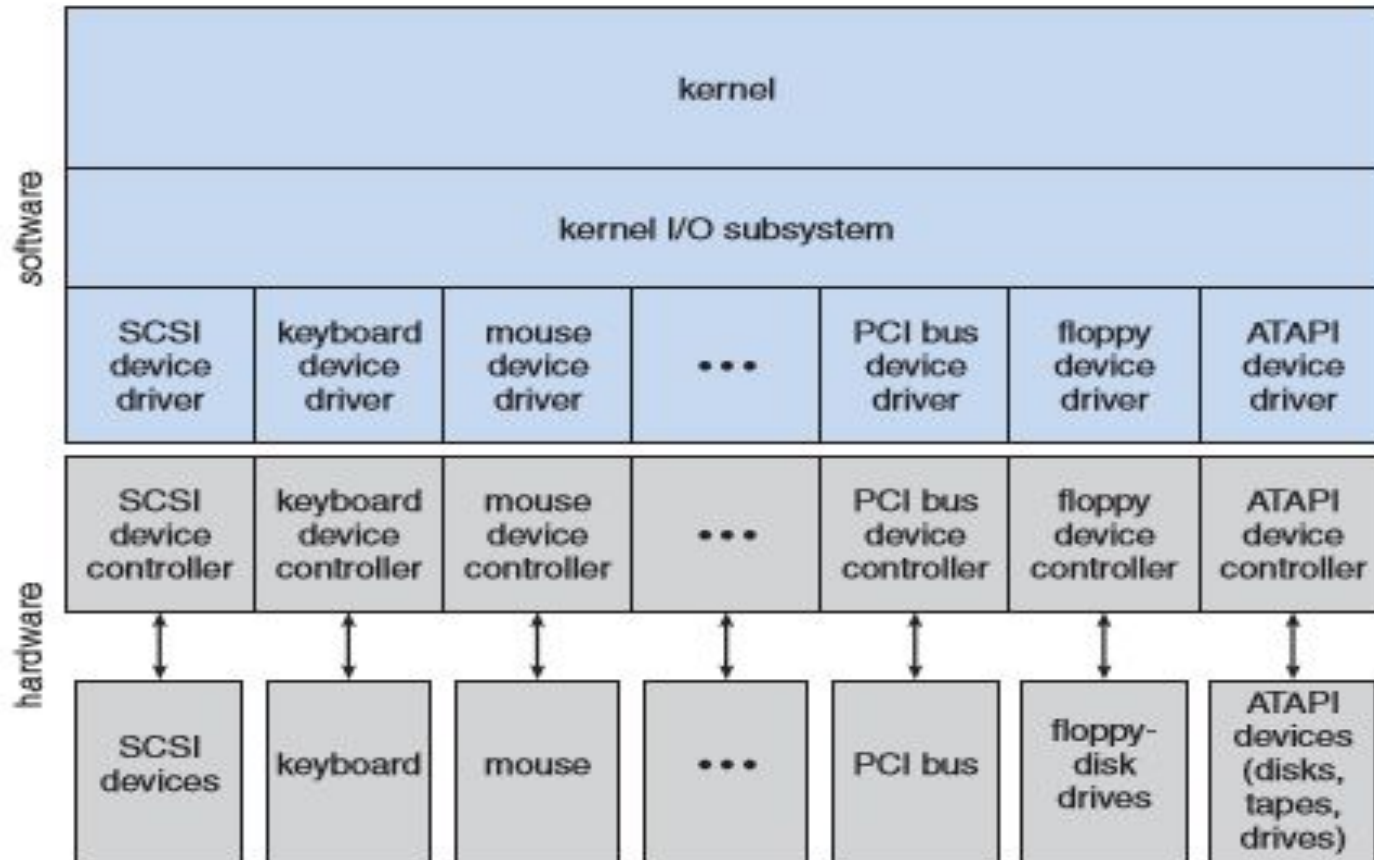 kernel
software
kernel I/O subsystem
SCSI
device
driver
keyboard
device
driver
mouse
device
driver
•••
PCI bus
device
driver
floppy
device
driver
ATAPI
device
driver
hardware
SCSI
device
controller
keyboard
device
controller
mouse
device
controller
•••
PCI bus
device
controller
floppy
device
controller
ATAPI
device
controller
SCSI
devices
keyboard
mouse
•••
PCI bus
floppy-
disk
drives
ATAPI
devices
(disks,
tapes,
drives)